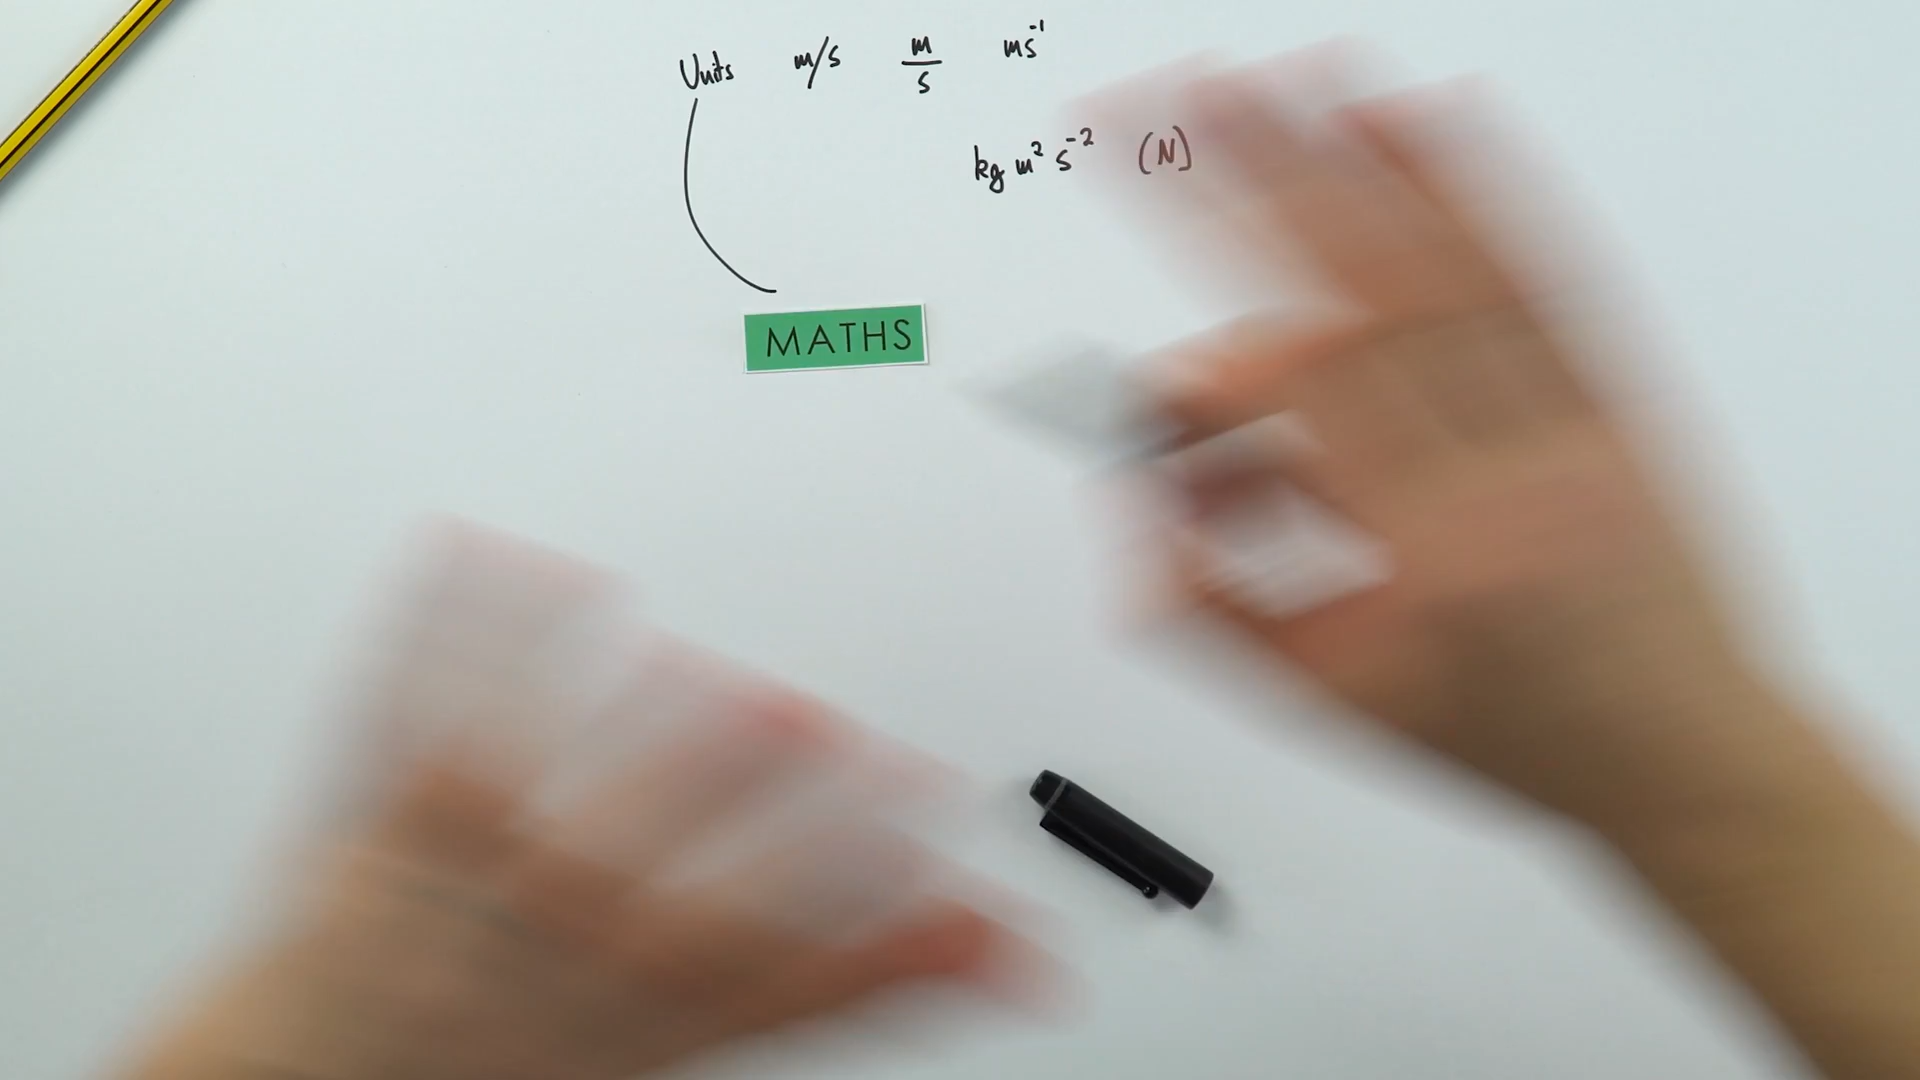 Units m/s m/s ms⁻¹
kg m² s⁻² (N)
MATHS